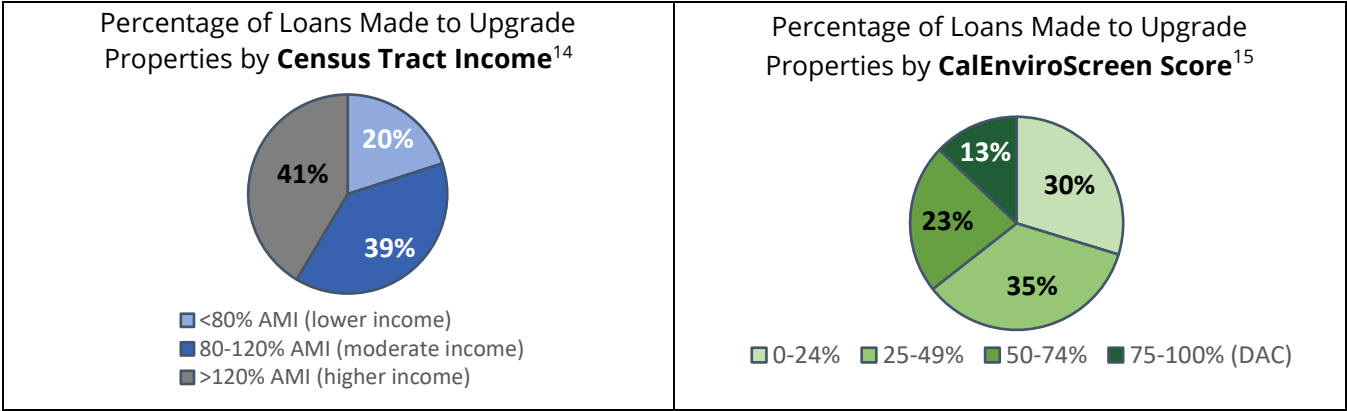 Percentage of Loans Made to Upgrade
Properties by Census Tract Income14
20%
41%
39%
<80% AMI (lower income)
80-120% AMI (moderate income)
>120% AMI (higher income)
Percentage of Loans Made to Upgrade
Properties by CalEnviroScreen Score15
13%
30%
23%
35%
0-24% 25-49% 50-74% 75-100% (DAC)